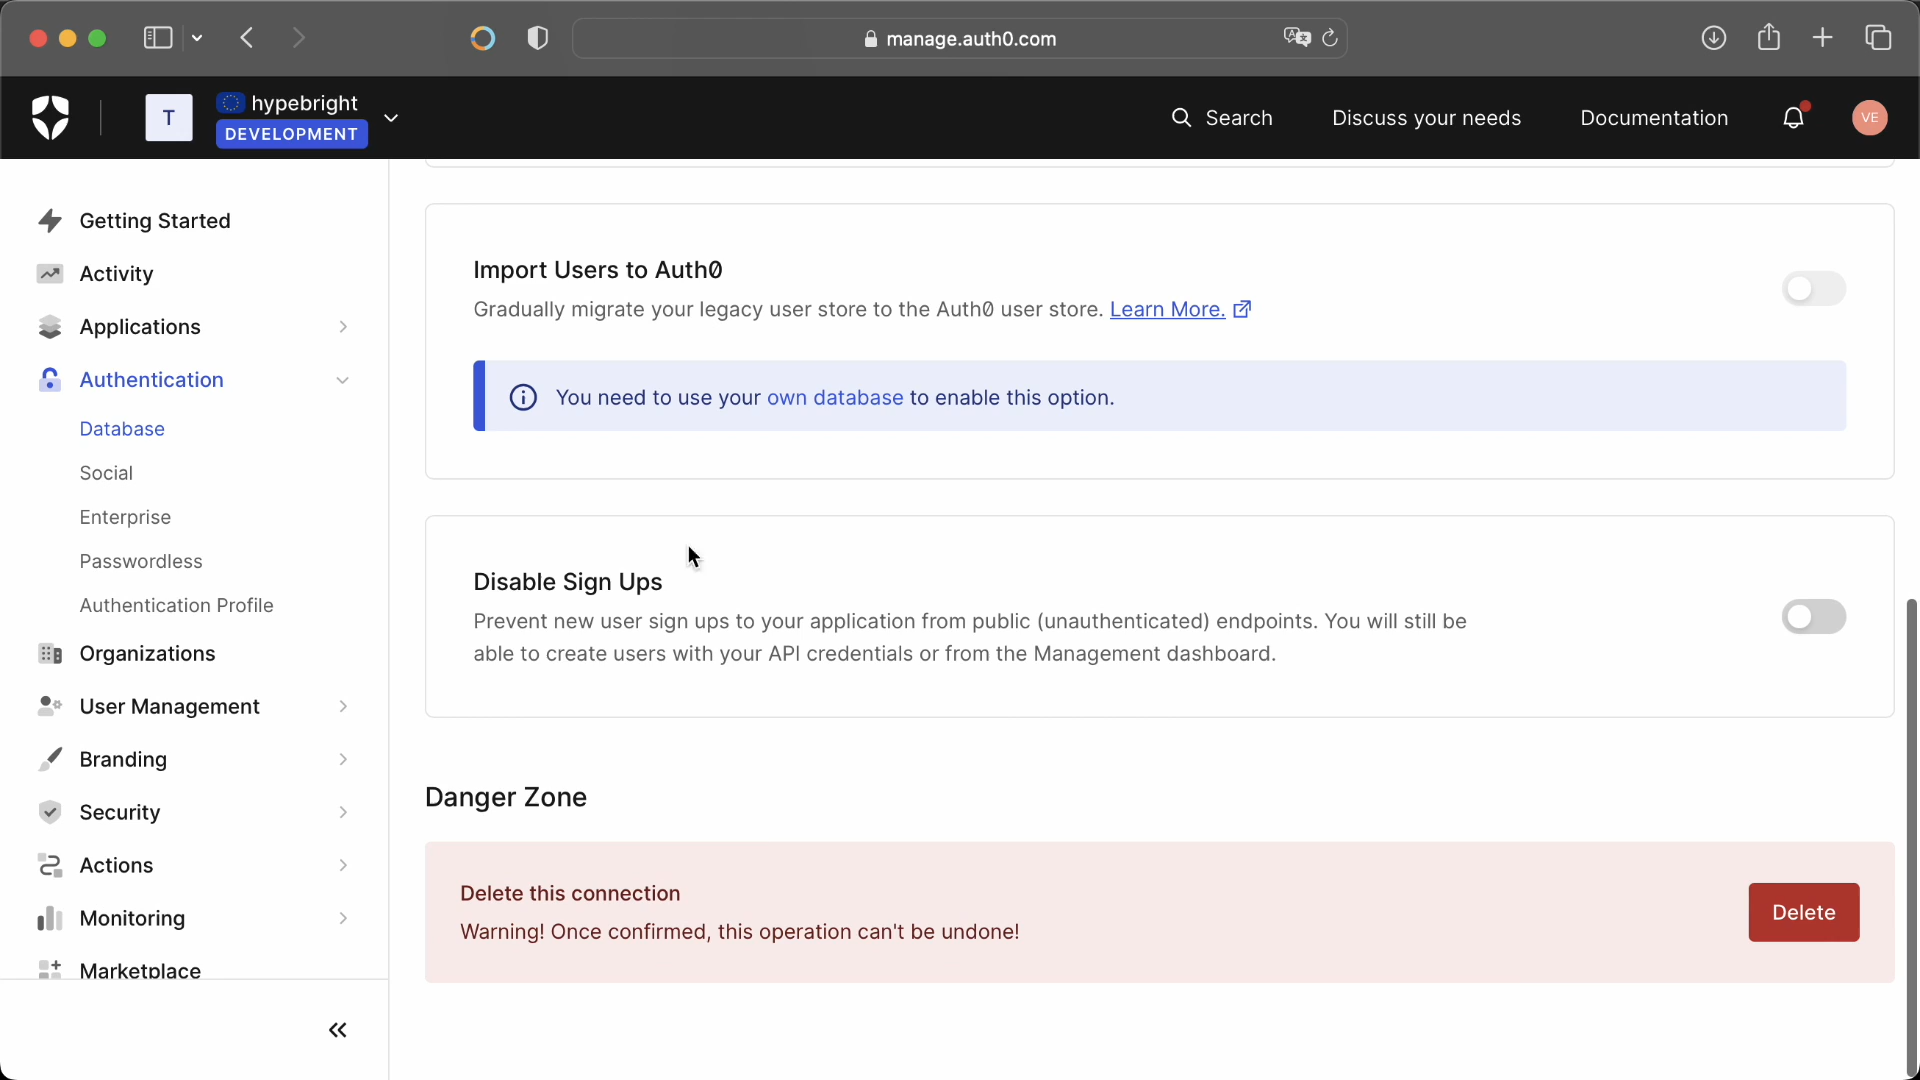 manage.auth0.com
T
hypebright
DEVELOPMENT
Search
Discuss your needs
Documentation
VE
Getting Started
Activity
Applications
Authentication
Database
Social
Enterprise
Passwordless
Authentication Profile
Organizations
User Management
Branding
Security
Actions
Monitoring
Marketplace
Import Users to Auth0
Gradually migrate your legacy user store to the Auth0 user store. Learn More.
You need to use your own database to enable this option.
Disable Sign Ups
Prevent new user sign ups to your application from public (unauthenticated) endpoints. You will still be
able to create users with your API credentials or from the Management dashboard.
Danger Zone
Delete this connection
Warning! Once confirmed, this operation can't be undone!
Delete